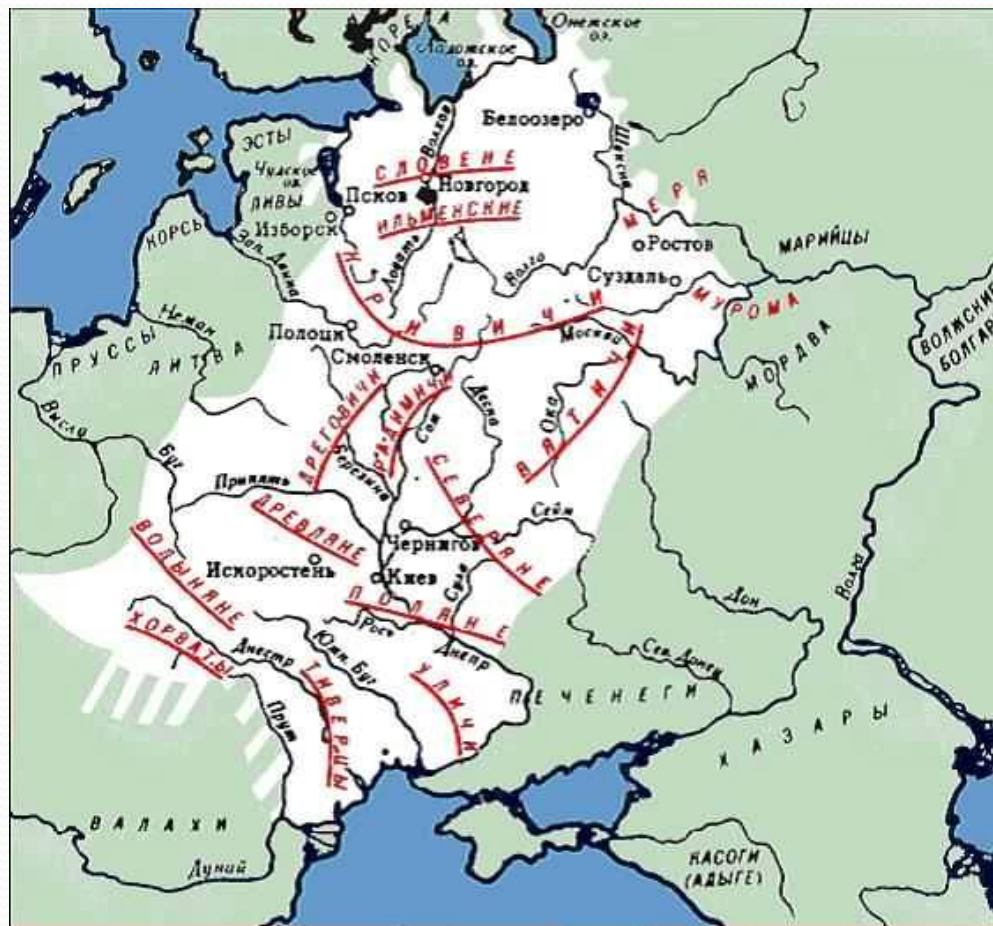 КОРЕЛА
Онежское
оз.
Ладожское
оз.
Белоозеро
Шексна
Волхов
ЭСТЫ
Чудское
оз.
СЛОВЕНЕ
Новгород
Псков
ЛИВЫ
Изборск
ИЛЬМЕНСКИЕ
МЕРЯ
Ростов
МАРИЙЦЫ
КОРСЬ
Зап. Двина
Ловать
Волга
Суздаль
МУРОМА
КРИВИЧИ
Неман
Полоцк
Москва
ВОЛЖСКИЕ
БОЛГАРЫ
ПРУССЫ
ЛИТВА
Смоленск
МОРДВА
Висла
ДРЕГОВИЧИ
РАДИМИЧИ
Сож
Десна
Ока
ВЯТИЧИ
Буг
Березина
Припять
СЕВЕРЯНЕ
Сейм
ДРЕВЛЯНЕ
Чернигов
ВОЛЫНЯНЕ
Искоростень
Киев
Сула
Волга
Дон
ПОЛЯНЕ
Рось
ХОРВАТЫ
Днестр
Южн. Буг
Днепр
Сев. Донец
ТИВЕРЦЫ
УЛИЧИ
ПЕЧЕНЕГИ
Прут
ХАЗАРЫ
ВАЛАХИ
Дунай
КАСОГИ
(АДЫГЕ)